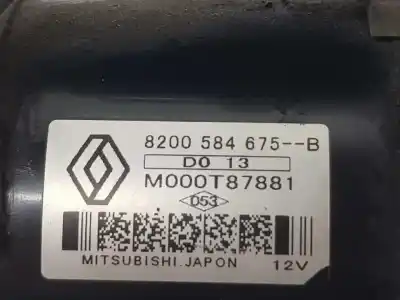 8200 584 675--B
D0 13
M000T87881
D53
MITSUBISHI.JAPON 12V